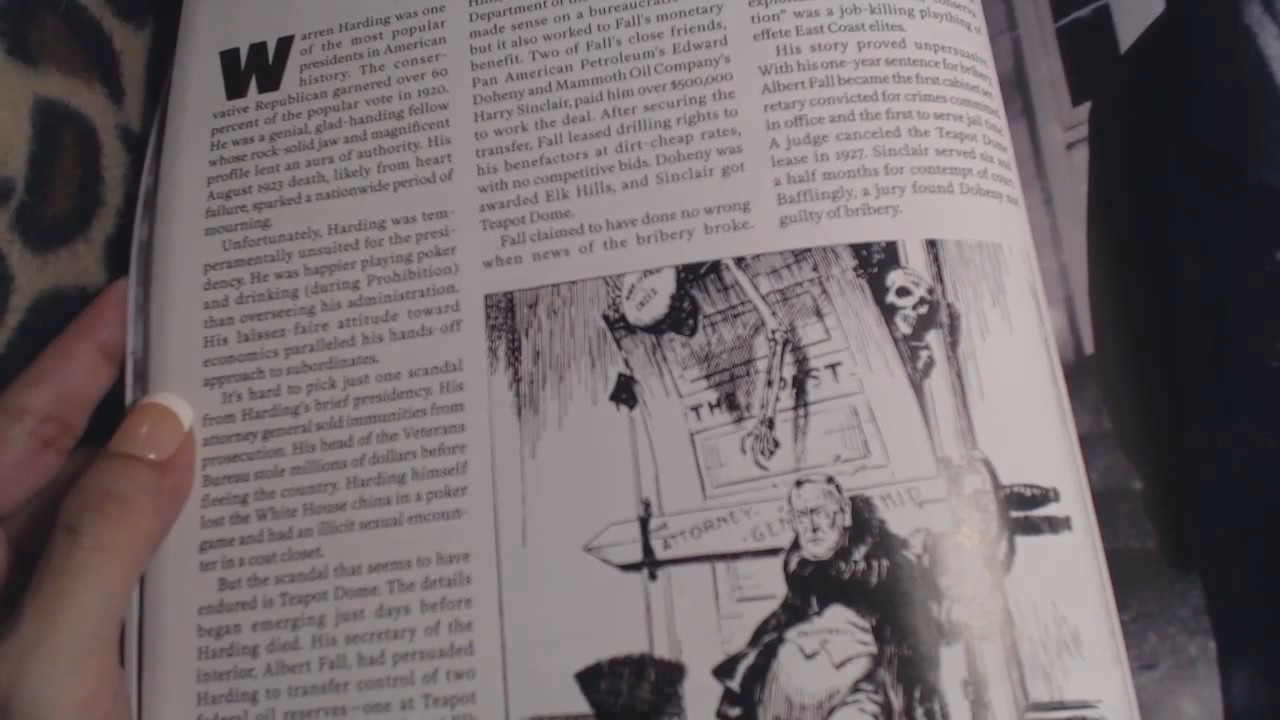 Warren Harding was one
of the most popular
presidents in American
history. The conser-
vative Republican garnered over 60
percent of the popular vote in 1920.
He was a genial, glad-handing fellow
whose rock-solid jaw and magnificent
profile lent an aura of authority. His
August 1923 death, likely from heart
failure, sparked a nationwide period of
mourning.
Unfortunately, Harding was tem-
peramentally unsuited for the presi-
dency. He was happier playing poker
and drinking (during Prohibition)
than overseeing his administration.
His laissez-faire attitude toward
economics paralleled his hands-off
approach to subordinates.
It's hard to pick just one scandal
from Harding's brief presidency. His
attorney general sold immunities from
prosecution. His head of the Veterans
Bureau stole millions of dollars before
fleeing the country. Harding himself
lost the White House china in a poker
game and had an illicit sexual encoun-
ter in a coat closet.
But the scandal that seems to have
endured is Teapot Dome. The details
began emerging just days before
Harding died. His secretary of the
interior, Albert Fall, had persuaded
Harding to transfer control of two
federal oil reserves—one at Teapot
Department of the
made sense on a bureaucratic
but it also worked to Fall's monetary
benefit. Two of Fall's close friends,
Pan American Petroleum's Edward
Doheny and Mammoth Oil Company's
Harry Sinclair, paid him over $500,000
to work the deal. After securing the
transfer, Fall leased drilling rights to
his benefactors at dirt-cheap rates,
with no competitive bids. Doheny was
awarded Elk Hills, and Sinclair got
Teapot Dome.
Fall claimed to have done no wrong
when news of the bribery broke.
tion" was a job-killing plaything of
effete East Coast elites.
His story proved unpersuasive.
With his one-year sentence for bribery,
Albert Fall became the first cabinet sec-
retary convicted for crimes committed
in office and the first to serve jail time.
A judge canceled the Teapot Dome
lease in 1927. Sinclair served six and
a half months for contempt of court.
Bafflingly, a jury found Doheny not
guilty of bribery.
ATTORNEY-